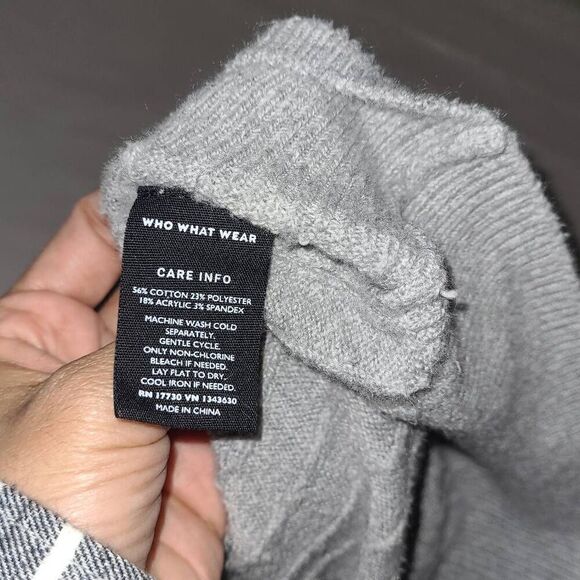 WHO WHAT WEAR
CARE INFO
56% COTTON 23% POLYESTER
18% ACRYLIC 3% SPANDEX
MACHINE WASH COLD
SEPARATELY.
GENTLE CYCLE.
ONLY NON-CHLORINE
BLEACH IF NEEDED.
LAY FLAT TO DRY.
COOL IRON IF NEEDED.
RN 17730 VN 1343630
MADE IN CHINA